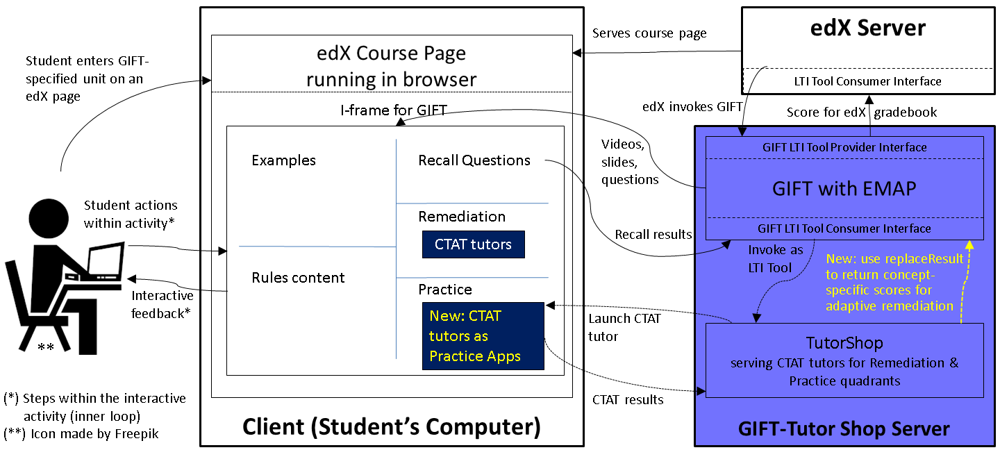 Student enters GIFT-
specified unit on an
edX page
Student actions
within activity*
Interactive
feedback*
**
(*) Steps within the interactive
activity (inner loop)
(**) Icon made by Freepik
edX Course Page
running in browser
I-frame for GIFT
Examples
Rules content
Recall Questions
Remediation
CTAT tutors
Practice
New: CTAT
tutors as
Practice Apps
Client (Student’s Computer)
Serves course page
edX invokes GIFT
Score for edX gradebook
Videos,
slides,
questions
Recall results
Launch CTAT
tutor
CTAT results
edX Server
LTI Tool Consumer Interface
GIFT LTI Tool Provider Interface
GIFT with EMAP
GIFT LTI Tool Consumer Interface
Invoke as
LTI Tool
New: use replaceResult
to return concept-
specific scores for
adaptive remediation
TutorShop
serving CTAT tutors for Remediation &
Practice quadrants
GIFT-Tutor Shop Server